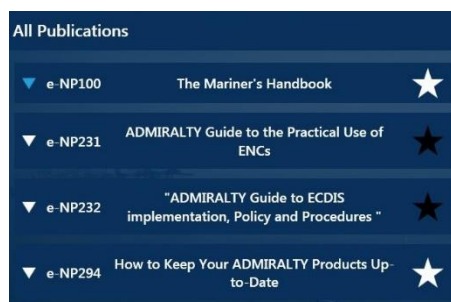 All Publications
e-NP100 The Mariner's Handbook
e-NP231 ADMIRALTY Guide to the Practical Use of
ENCs
e-NP232 "ADMIRALTY Guide to ECDIS
implementation, Policy and Procedures "
e-NP294 How to Keep Your ADMIRALTY Products Up-
to-Date